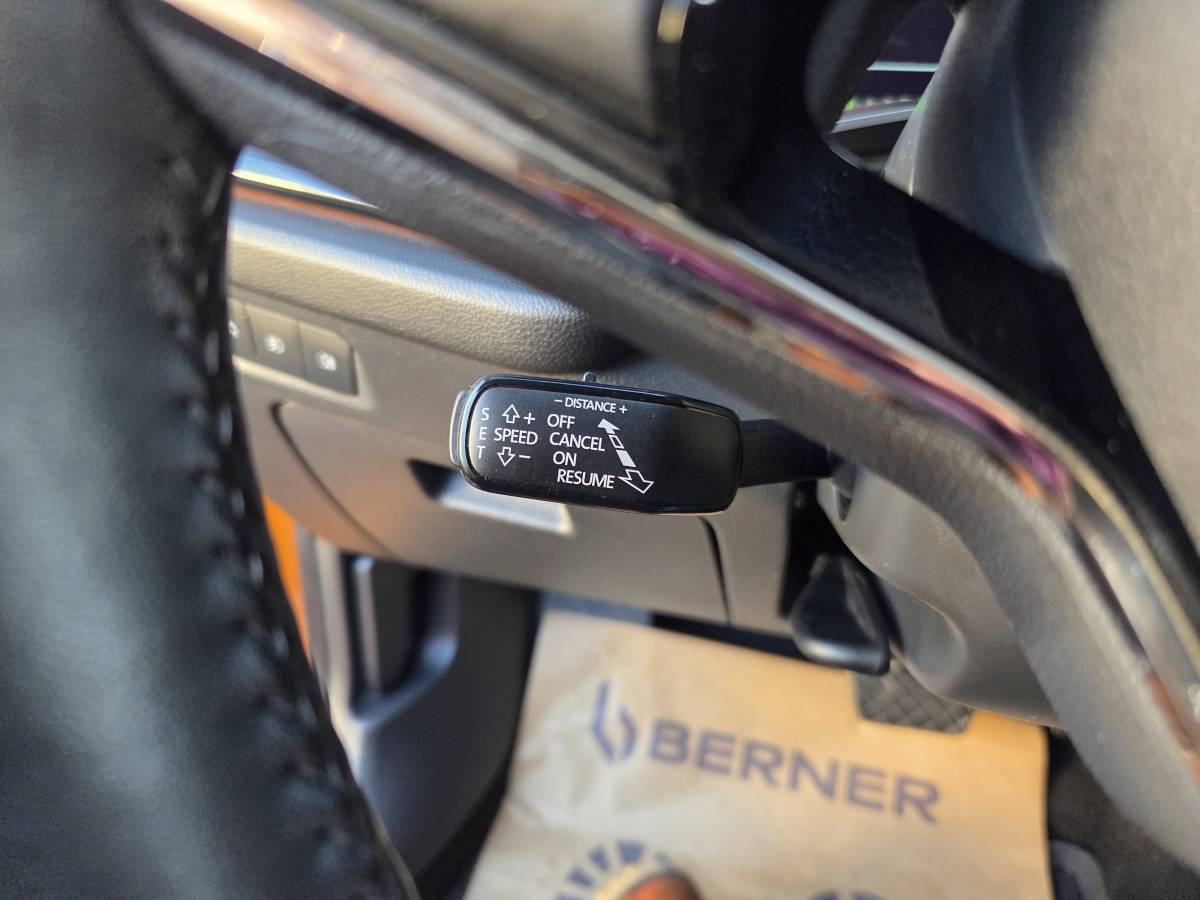 − DISTANCE +
S ⇧ + OFF
E SPEED CANCEL
T ⇩ − ON
RESUME
BERNER